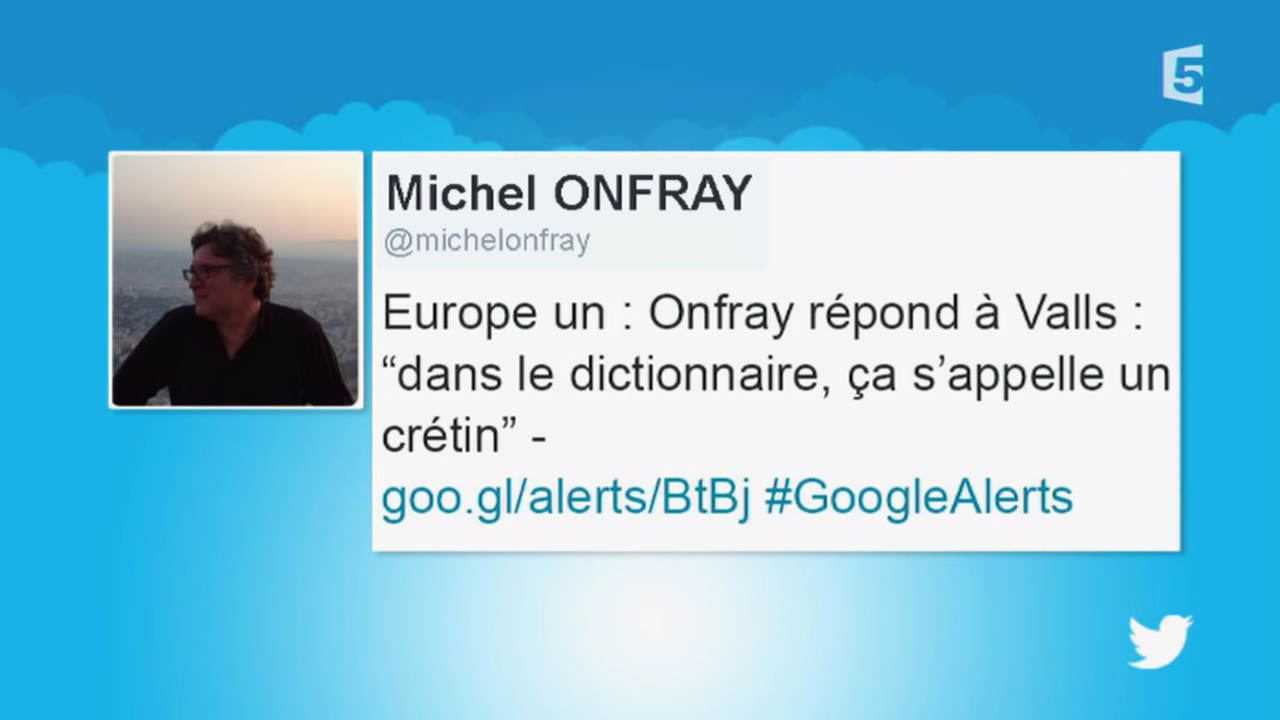 5
Michel ONFRAY
@michelonfray
Europe un : Onfray répond à Valls :
“dans le dictionnaire, ça s’appelle un
crétin” -
goo.gl/alerts/BtBj #GoogleAlerts